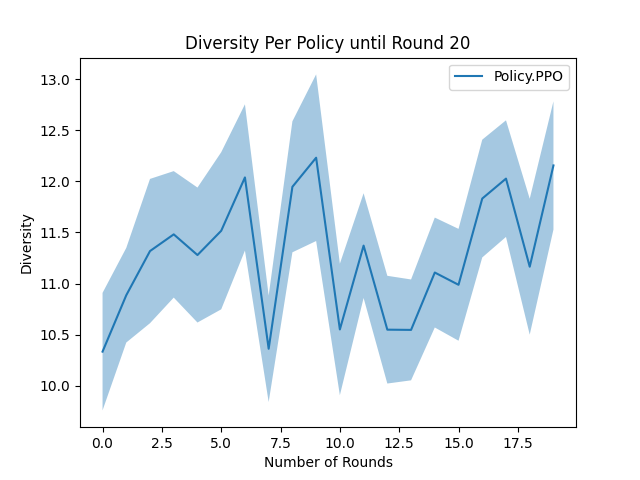 Diversity Per Policy until Round 20
Policy.PPO
13.0
12.5
12.0
11.5
11.0
10.5
10.0
Diversity
0.0 2.5 5.0 7.5 10.0 12.5 15.0 17.5
Number of Rounds